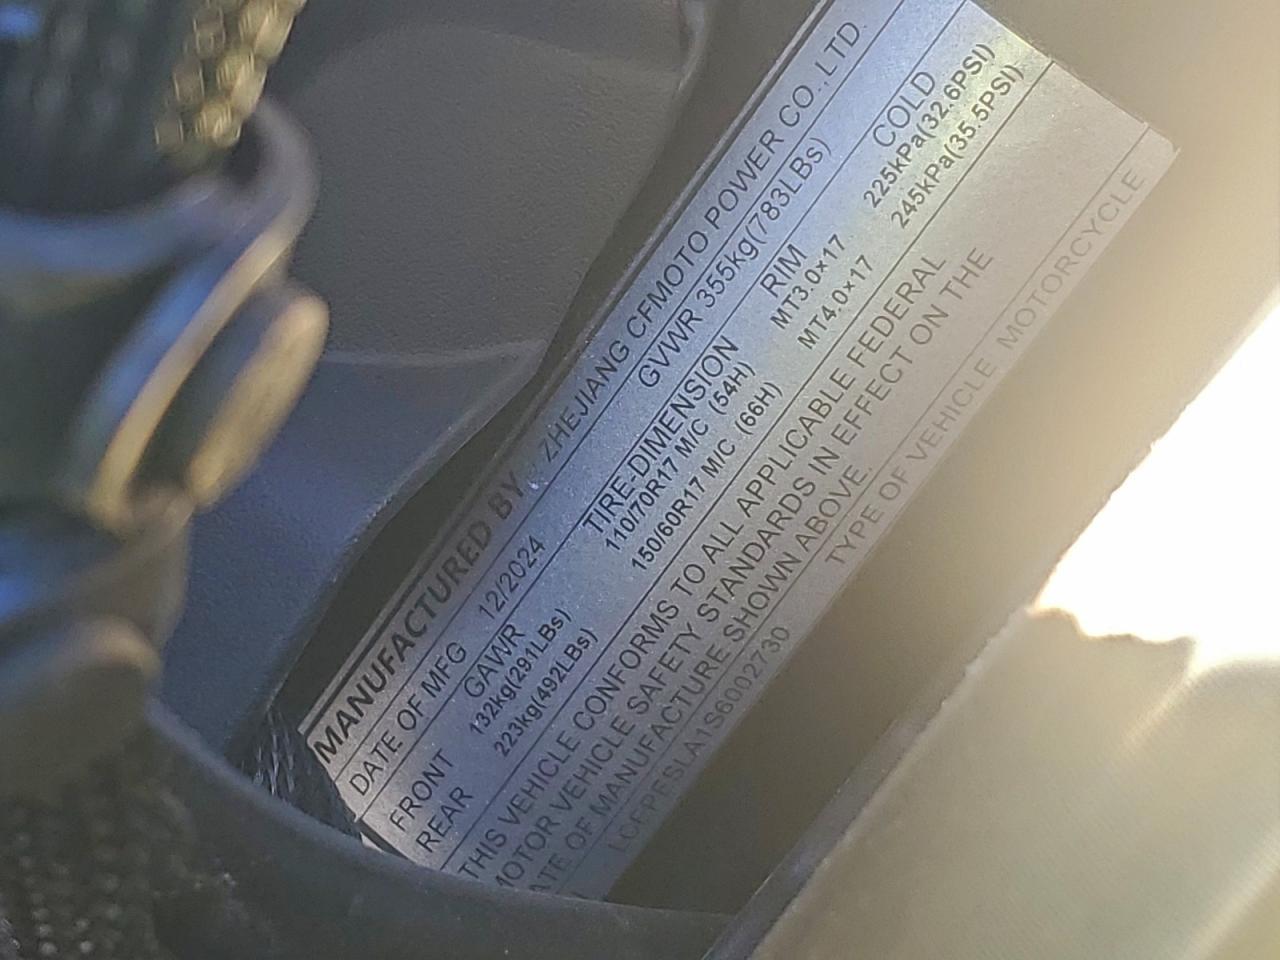 MANUFACTURED BY : ZHEJIANG CFMOTO POWER CO.,LTD.
DATE OF MFG 12/2024 GVWR 355kg(783LBs)
GAWR TIRE-DIMENSION RIM COLD
FRONT 132kg(291LBs) 110/70R17 M/C (54H) MT3.0×17 225kPa(32.6PSI)
REAR 223kg(492LBs) 150/60R17 M/C (66H) MT4.0×17 245kPa(35.5PSI)
THIS VEHICLE CONFORMS TO ALL APPLICABLE FEDERAL
MOTOR VEHICLE SAFETY STANDARDS IN EFFECT ON THE
DATE OF MANUFACTURE SHOWN ABOVE.
TYPE OF VEHICLE MOTORCYCLE